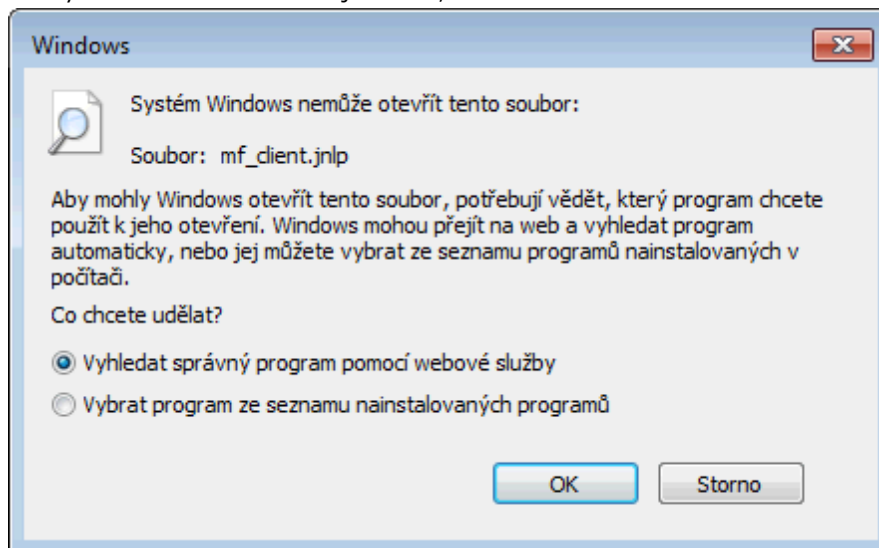 Windows
Systém Windows nemůže otevřít tento soubor:
Soubor: mf_client.jnlp
Aby mohly Windows otevřít tento soubor, potřebují vědět, který program chcete
použít k jeho otevření. Windows mohou přejít na web a vyhledat program
automaticky, nebo jej můžete vybrat ze seznamu programů nainstalovaných v
počítači.
Co chcete udělat?
Vyhledat správný program pomocí webové služby
Vybrat program ze seznamu nainstalovaných programů
OK
Storno